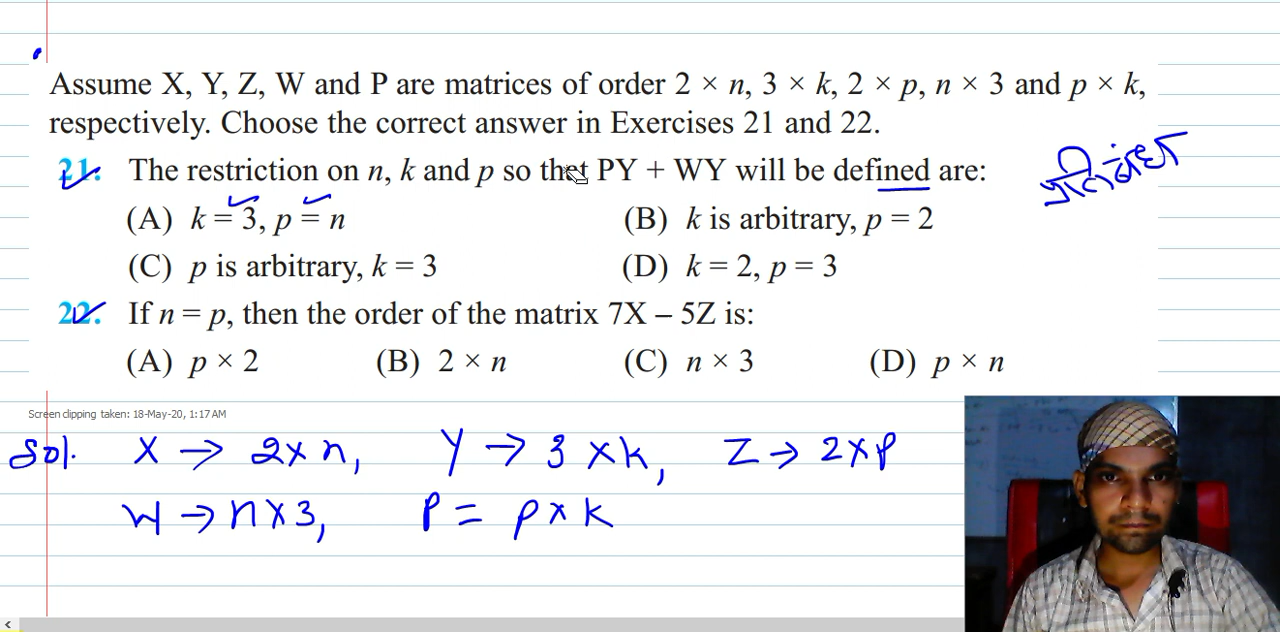 Assume X, Y, Z, W and P are matrices of order 2 × n, 3 × k, 2 × p, n × 3 and p × k,
respectively. Choose the correct answer in Exercises 21 and 22.
21. The restriction on n, k and p so that PY + WY will be defined are:
प्रतिबंध
(A) k = 3, p = n (B) k is arbitrary, p = 2
(C) p is arbitrary, k = 3 (D) k = 2, p = 3
22. If n = p, then the order of the matrix 7X – 5Z is:
(A) p × 2 (B) 2 × n (C) n × 3 (D) p × n
Screen clipping taken: 18-May-20, 1:17 AM
Sol. X → 2×n, Y → 3×k, Z → 2×p
W → n×3, P = p×k